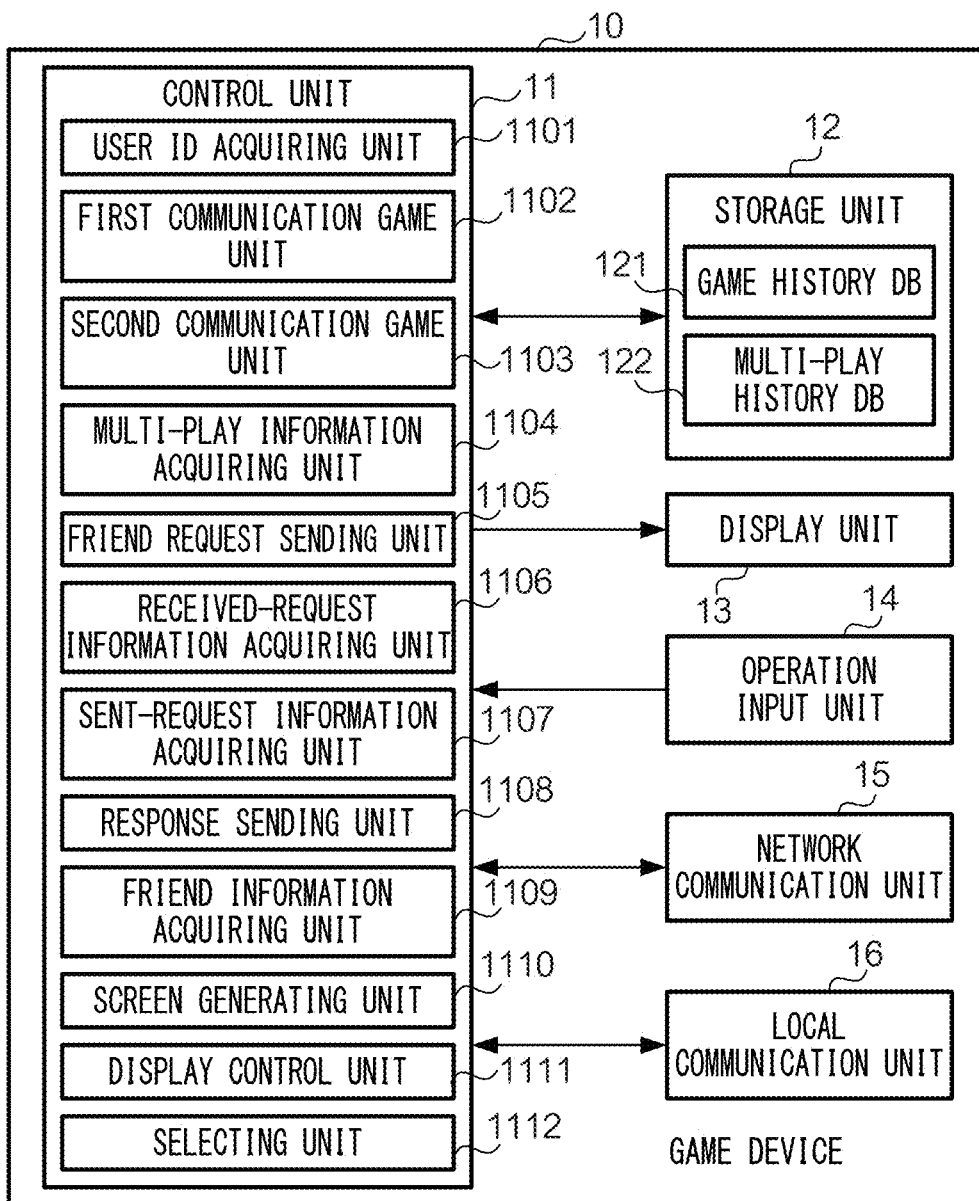 10
CONTROL UNIT
11
USER ID ACQUIRING UNIT
1101
FIRST COMMUNICATION GAME
UNIT
1102
SECOND COMMUNICATION GAME
UNIT
1103
MULTI-PLAY INFORMATION
ACQUIRING UNIT
1104
FRIEND REQUEST SENDING UNIT
1105
RECEIVED-REQUEST
INFORMATION ACQUIRING UNIT
1106
SENT-REQUEST INFORMATION
ACQUIRING UNIT
1107
RESPONSE SENDING UNIT
1108
FRIEND INFORMATION
ACQUIRING UNIT
1109
SCREEN GENERATING UNIT
1110
DISPLAY CONTROL UNIT
1111
SELECTING UNIT
1112
12
STORAGE UNIT
121
GAME HISTORY DB
122
MULTI-PLAY
HISTORY DB
DISPLAY UNIT
13
14
OPERATION
INPUT UNIT
15
NETWORK
COMMUNICATION UNIT
16
LOCAL
COMMUNICATION UNIT
GAME DEVICE